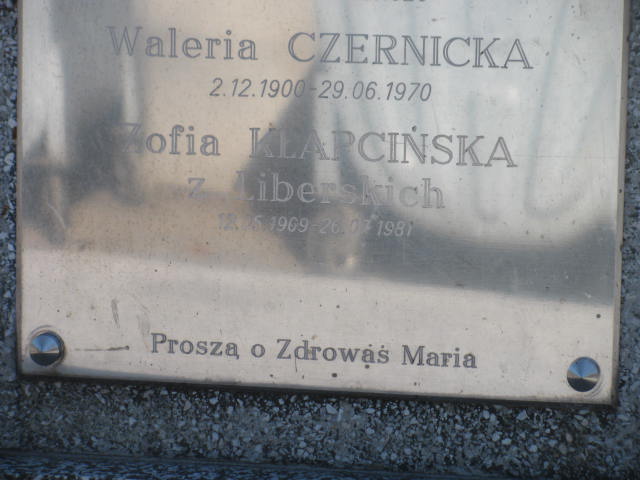 Waleria CZERNICKA
2.12.1900-29.06.1970
Zofia KŁAPCIŃSKA
z Liberskich
Proszą o Zdrowaś Maria